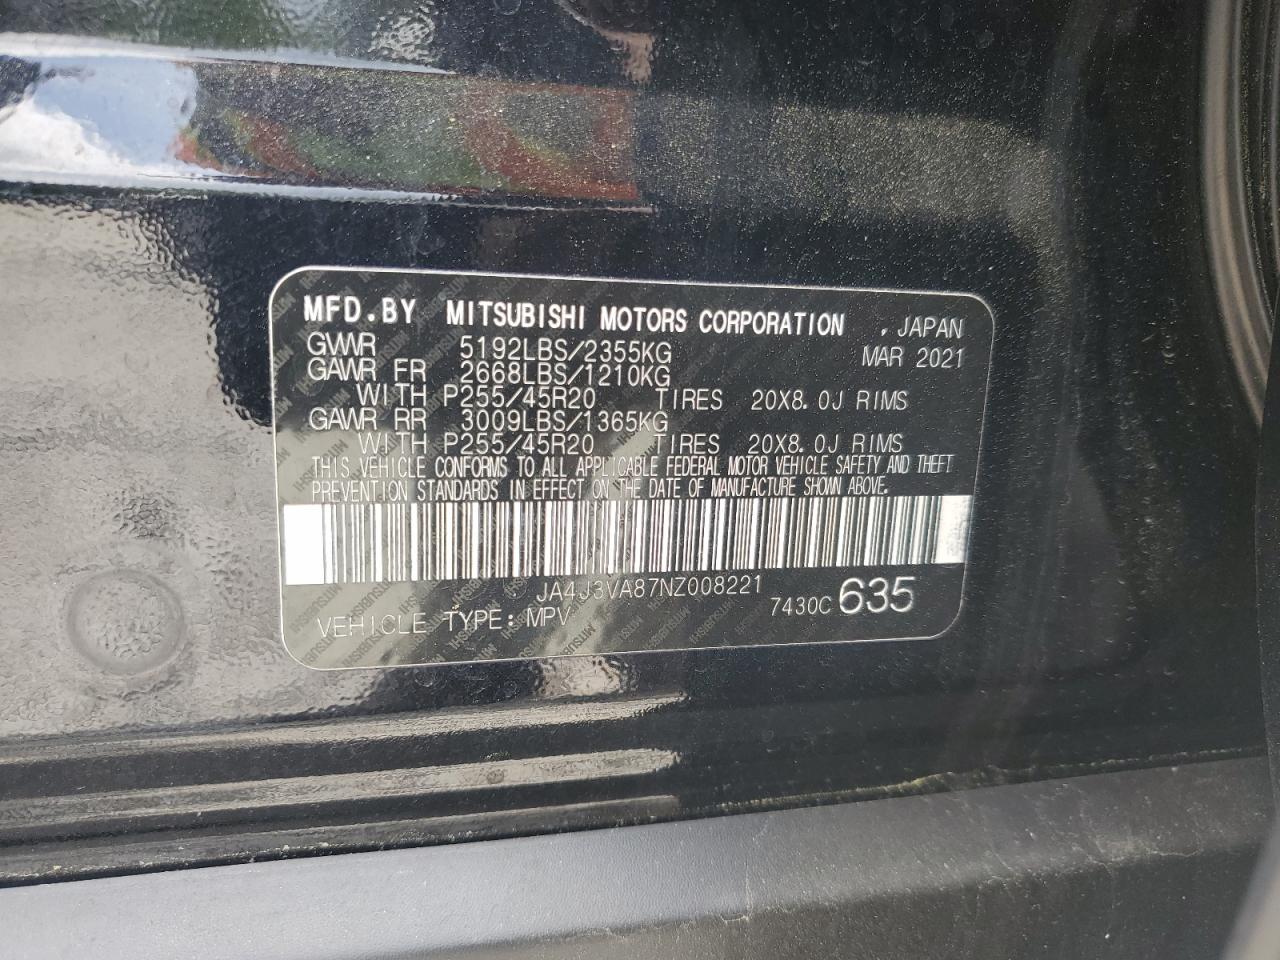 MFD.BY MITSUBISHI MOTORS CORPORATION , JAPAN
GVWR 5192LBS/2355KG MAR 2021
GAWR FR 2668LBS/1210KG
WITH P255/45R20 TIRES 20X8.0J RIMS
GAWR RR 3009LBS/1365KG
WITH P255/45R20 TIRES 20X8.0J RIMS
THIS VEHICLE CONFORMS TO ALL APPLICABLE FEDERAL MOTOR VEHICLE SAFETY AND THEFT
PREVENTION STANDARDS IN EFFECT ON THE DATE OF MANUFACTURE SHOWN ABOVE.
JA4J3VA87NZ008221
VEHICLE TYPE: MPV 7430C 635